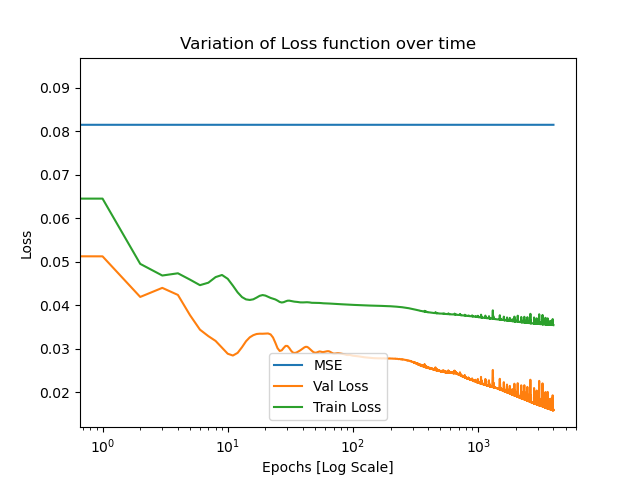 Variation of Loss function over time
0.09
0.08
0.07
0.06
0.05
0.04
0.03
0.02
Loss
MSE
Val Loss
Train Loss
10⁰ 10¹ 10² 10³
Epochs [Log Scale]